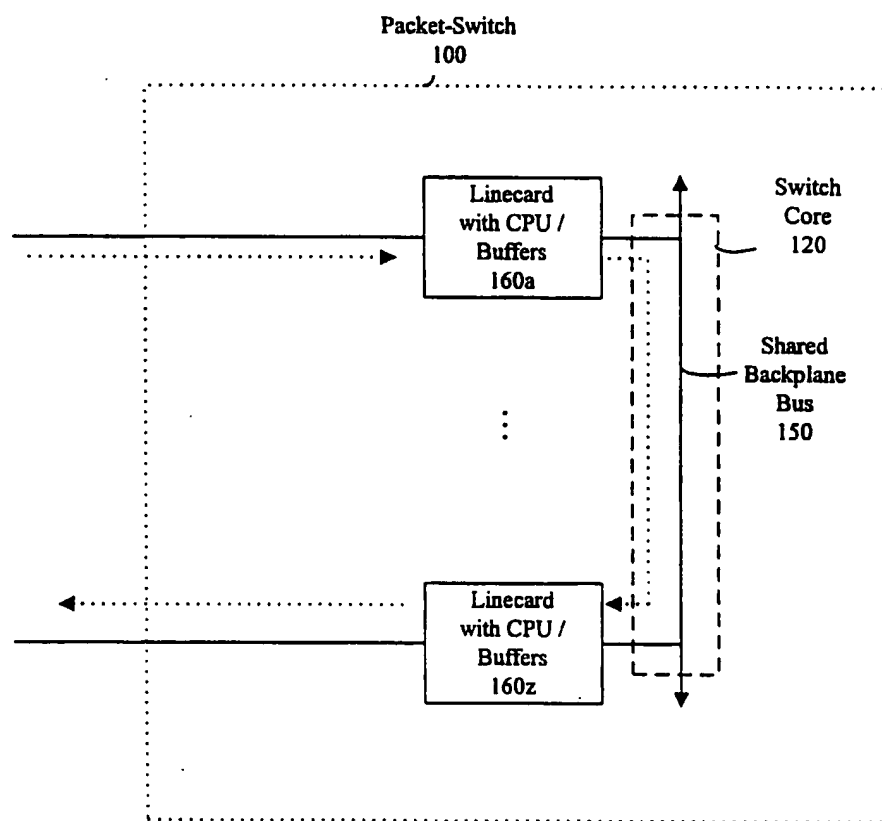 Packet-Switch
100
Linecard
with CPU /
Buffers
160a
Switch
Core
120
Shared
Backplane
Bus
150
Linecard
with CPU /
Buffers
160z